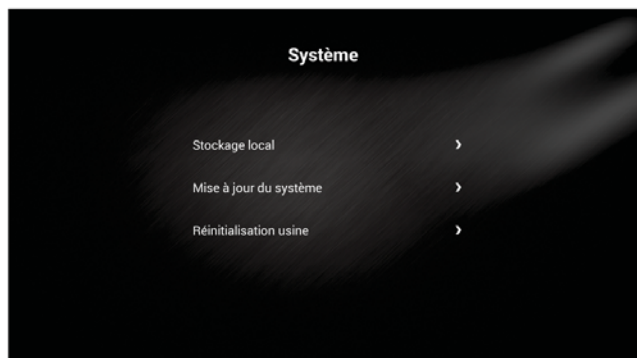 Système
Stockage local
Mise à jour du système
Réinitialisation usine